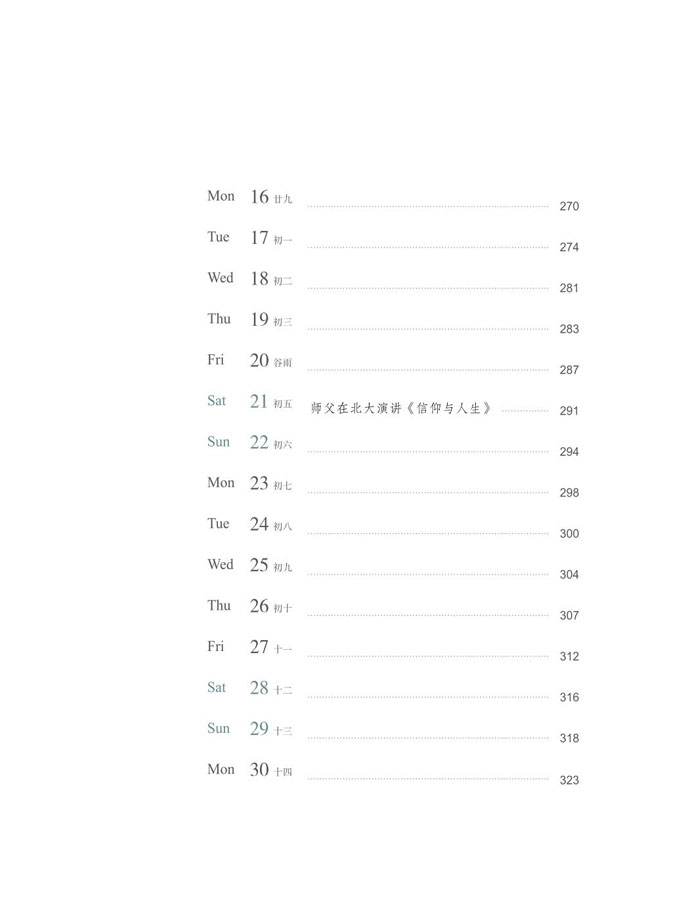 Mon 16 廿九 270
Tue 17 初一 274
Wed 18 初二 281
Thu 19 初三 283
Fri 20 谷雨 287
Sat 21 初五 师父在北大演讲《信仰与人生》 291
Sun 22 初六 294
Mon 23 初七 298
Tue 24 初八 300
Wed 25 初九 304
Thu 26 初十 307
Fri 27 十一 312
Sat 28 十二 316
Sun 29 十三 318
Mon 30 十四 323